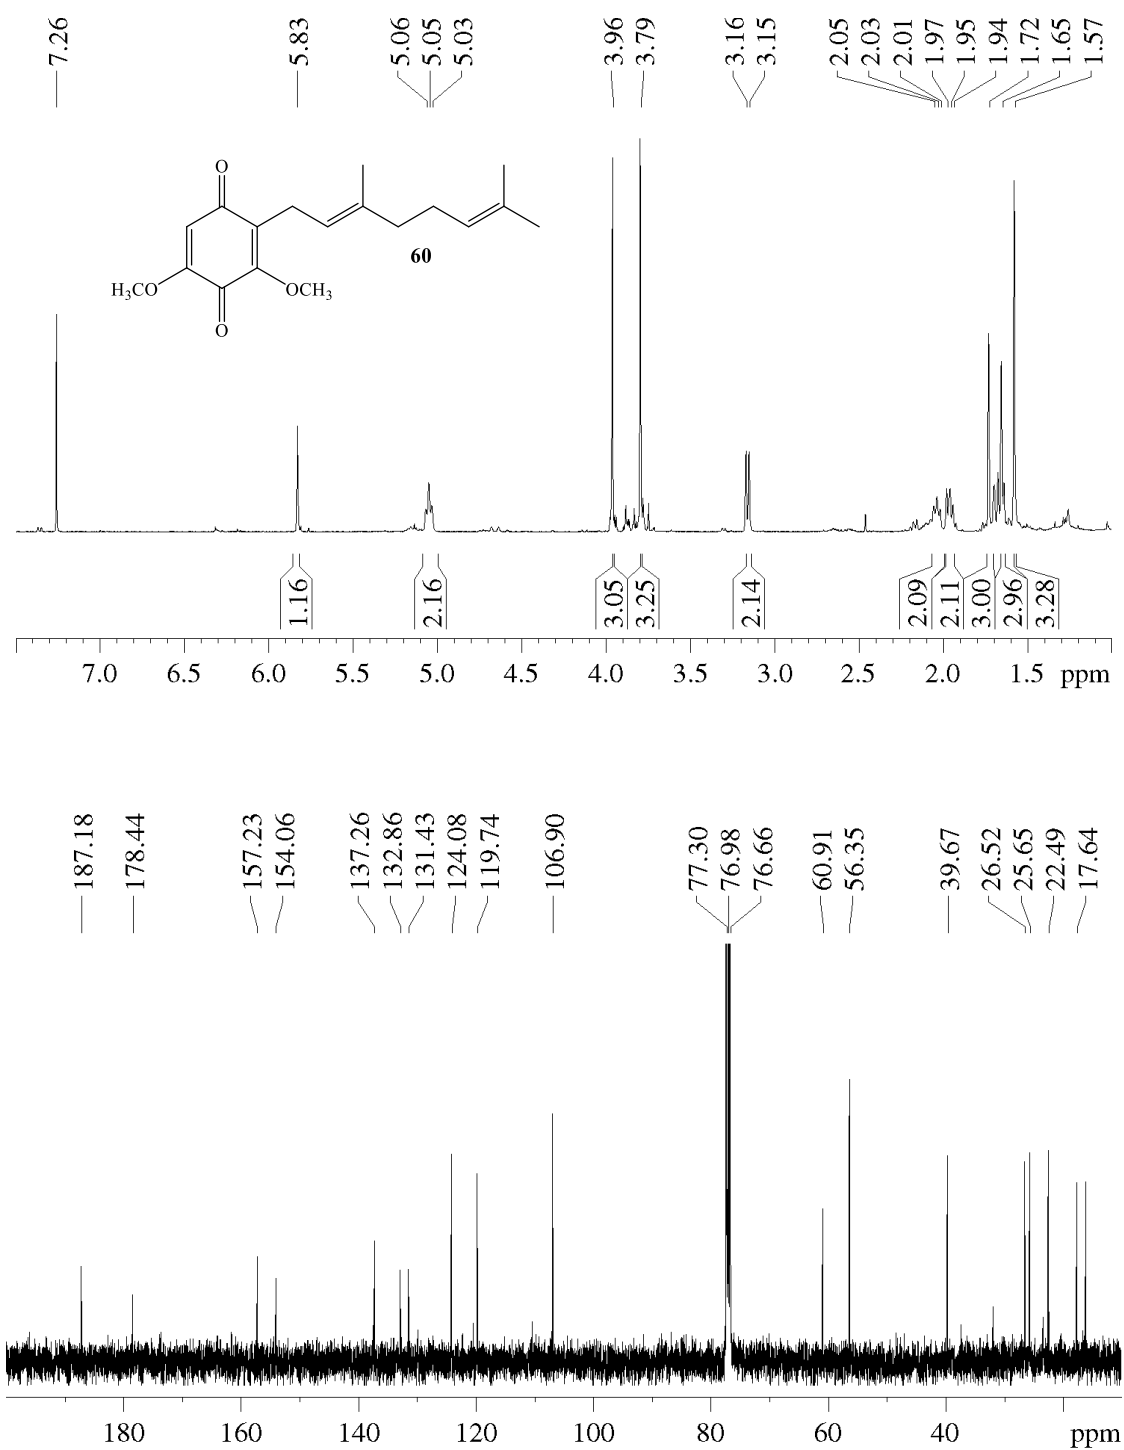 7.26 5.83 5.06 5.05 5.03 3.96 3.79 3.16 3.15 2.05 2.03 2.01 1.97 1.95 1.94 1.72 1.65 1.57
O
60
H₃CO OCH₃
O
1.16 2.16 3.05 3.25 2.14 2.09 2.11 3.00 2.96 3.28
7.0 6.5 6.0 5.5 5.0 4.5 4.0 3.5 3.0 2.5 2.0 1.5 ppm
187.18 178.44 157.23 154.06 137.26 132.86 131.43 124.08 119.74 106.90 77.30 76.98 76.66 60.91 56.35 39.67 26.52 25.65 22.49 17.64
180 160 140 120 100 80 60 40 ppm